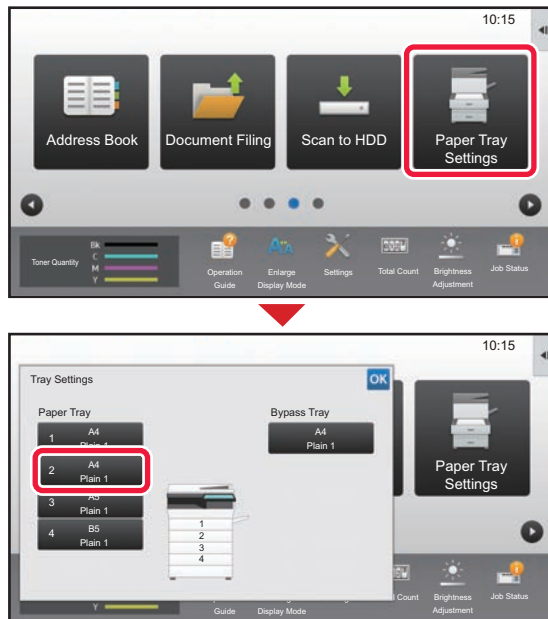 10:15
Address Book
Document Filing
Scan to HDD
Paper Tray
Settings
Toner Quantity
Bk
C
M
Y
Operation
Guide
Enlarge
Display Mode
Settings
Total Count
Brightness
Adjustment
Job Status
10:15
Tray Settings
OK
Paper Tray
Bypass Tray
1 A4
Plain 1
A4
Plain 1
2 A4
Plain 1
3 A5
Plain 1
4 B5
Plain 1
1
2
3
4
Paper Tray
Settings
Y
Guide
Display Mode
l Count
Brightness
Adjustment
Job Status